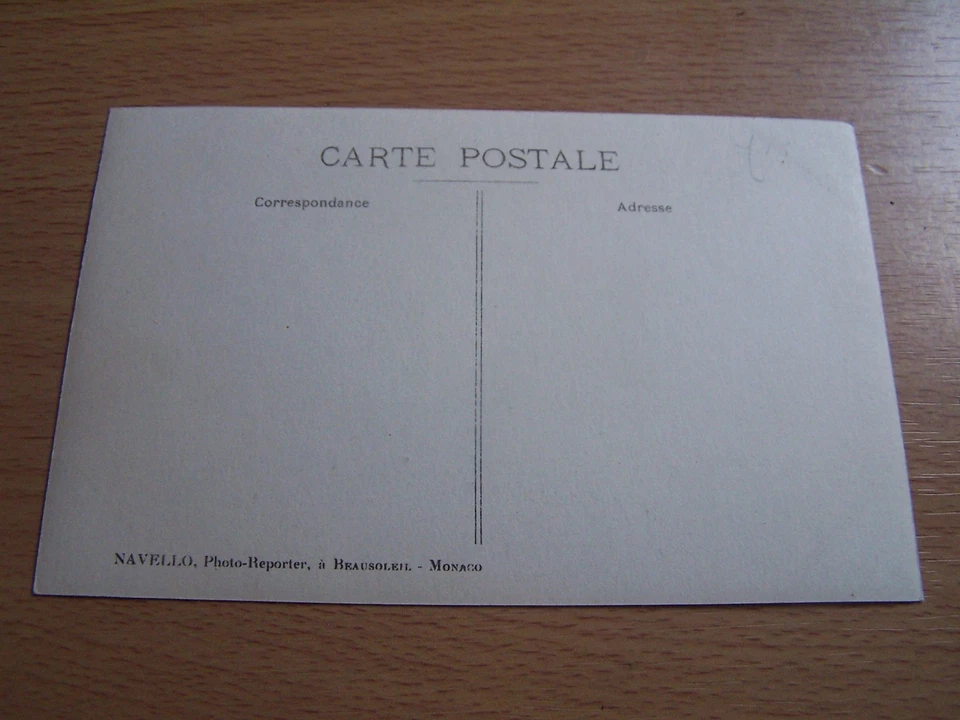 CARTE POSTALE
Correspondance
Adresse
NAVELLO, Photo-Reporter, à BEAUSOLEIL - MONACO